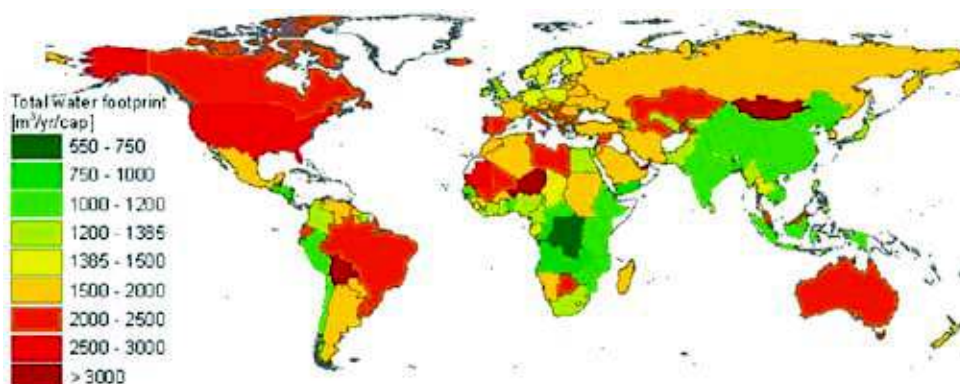 Total water footprint
[m³/yr/cap]
550 - 750
750 - 1000
1000 - 1200
1200 - 1385
1385 - 1500
1500 - 2000
2000 - 2500
2500 - 3000
> 3000